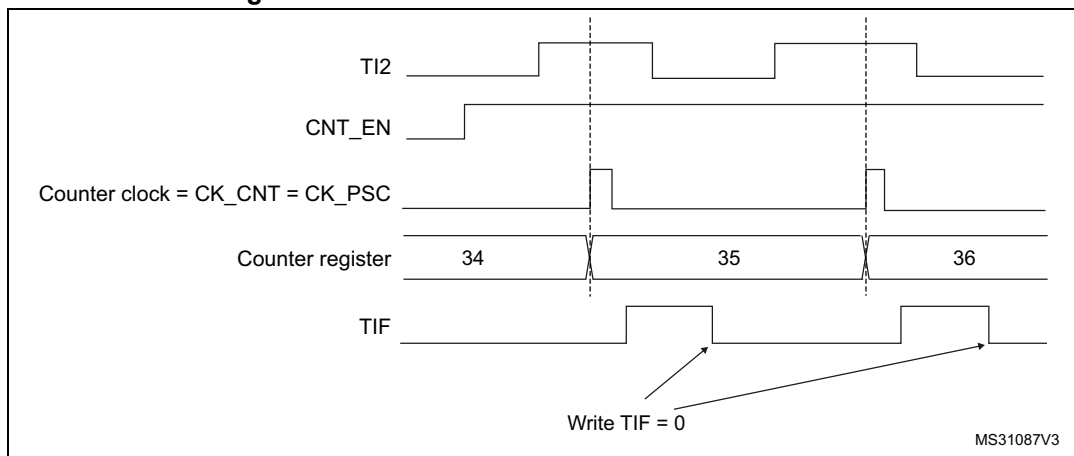 TI2
CNT_EN
Counter clock = CK_CNT = CK_PSC
Counter register 34 35 36
TIF
Write TIF = 0
MS31087V3